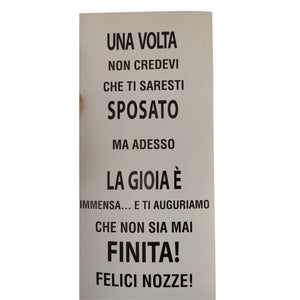 UNA VOLTA
NON CREDEVI
CHE TI SARESTI
SPOSATO
MA ADESSO
LA GIOIA È
IMMENSA... E TI AUGURIAMO
CHE NON SIA MAI
FINITA!
FELICI NOZZE!